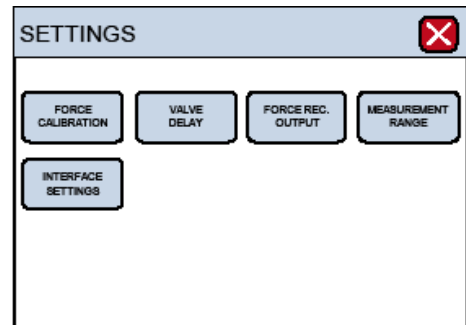 SETTINGS
FORCE
CALIBRATION
VALVE
DELAY
FORCE REC.
OUTPUT
MEASUREMENT
RANGE
INTERFACE
SETTINGS